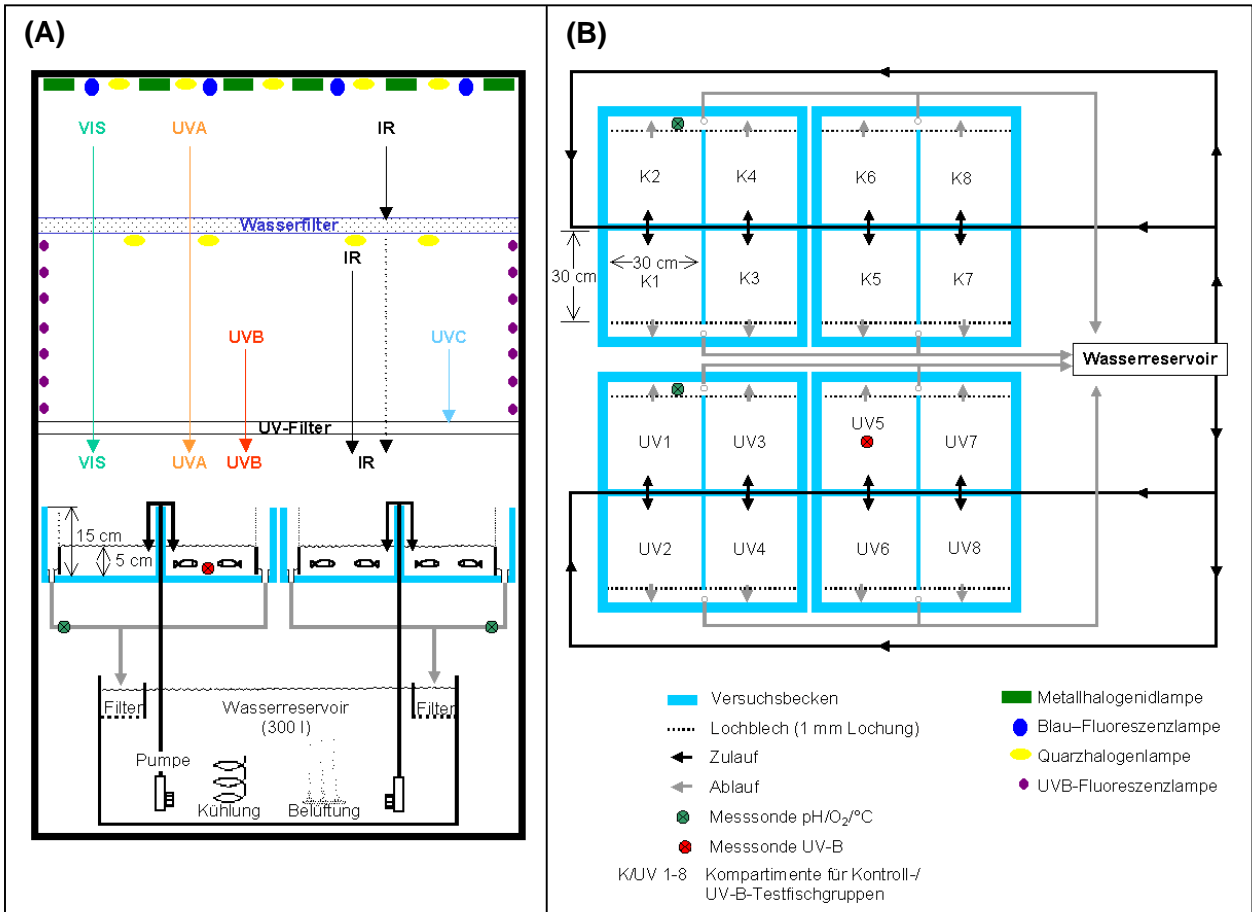 (A)
VIS UVA IR
Wasserfilter
IR
UVB UVC
UV-Filter
VIS UVA UVB IR
15 cm
5 cm
Filter Wasserreservoir Filter
(300 l)
Pumpe
Kühlung Belüftung
(B)
K2 K4 K6 K8
30 cm
30 cm
K1 K3 K5 K7
Wasserreservoir
UV1 UV3 UV5 UV7
UV2 UV4 UV6 UV8
Versuchsbecken
Lochblech (1 mm Lochung)
Zulauf
Ablauf
Messsonde pH/O₂/°C
Messsonde UV-B
K/UV 1-8 Kompartimente für Kontroll-/
UV-B-Testfischgruppen
Metallhalogenidlampe
Blau–Fluoreszenzlampe
Quarzhalogenlampe
UVB-Fluoreszenzlampe